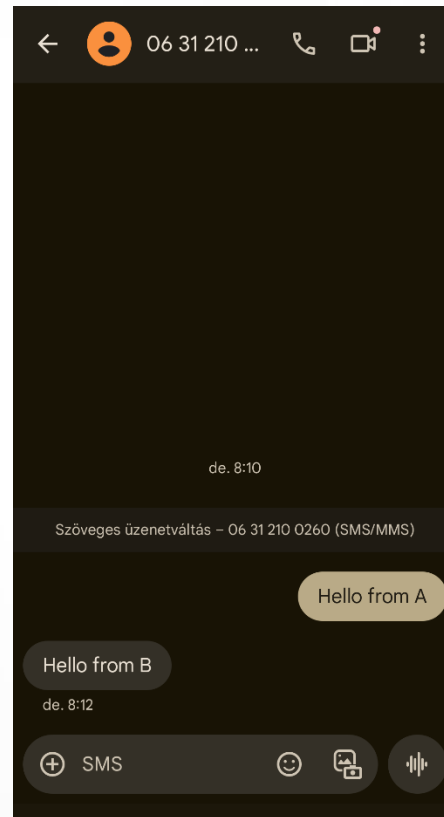 06 31 210 ...
de. 8:10
Szöveges üzenetváltás – 06 31 210 0260 (SMS/MMS)
Hello from A
Hello from B
de. 8:12
SMS